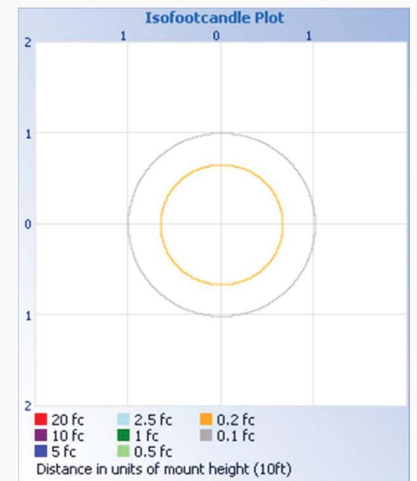 Isofootcandle Plot
1 0 1
2
1
0
1
2
20 fc 2.5 fc 0.2 fc
10 fc 1 fc 0.1 fc
5 fc 0.5 fc
Distance in units of mount height (10ft)